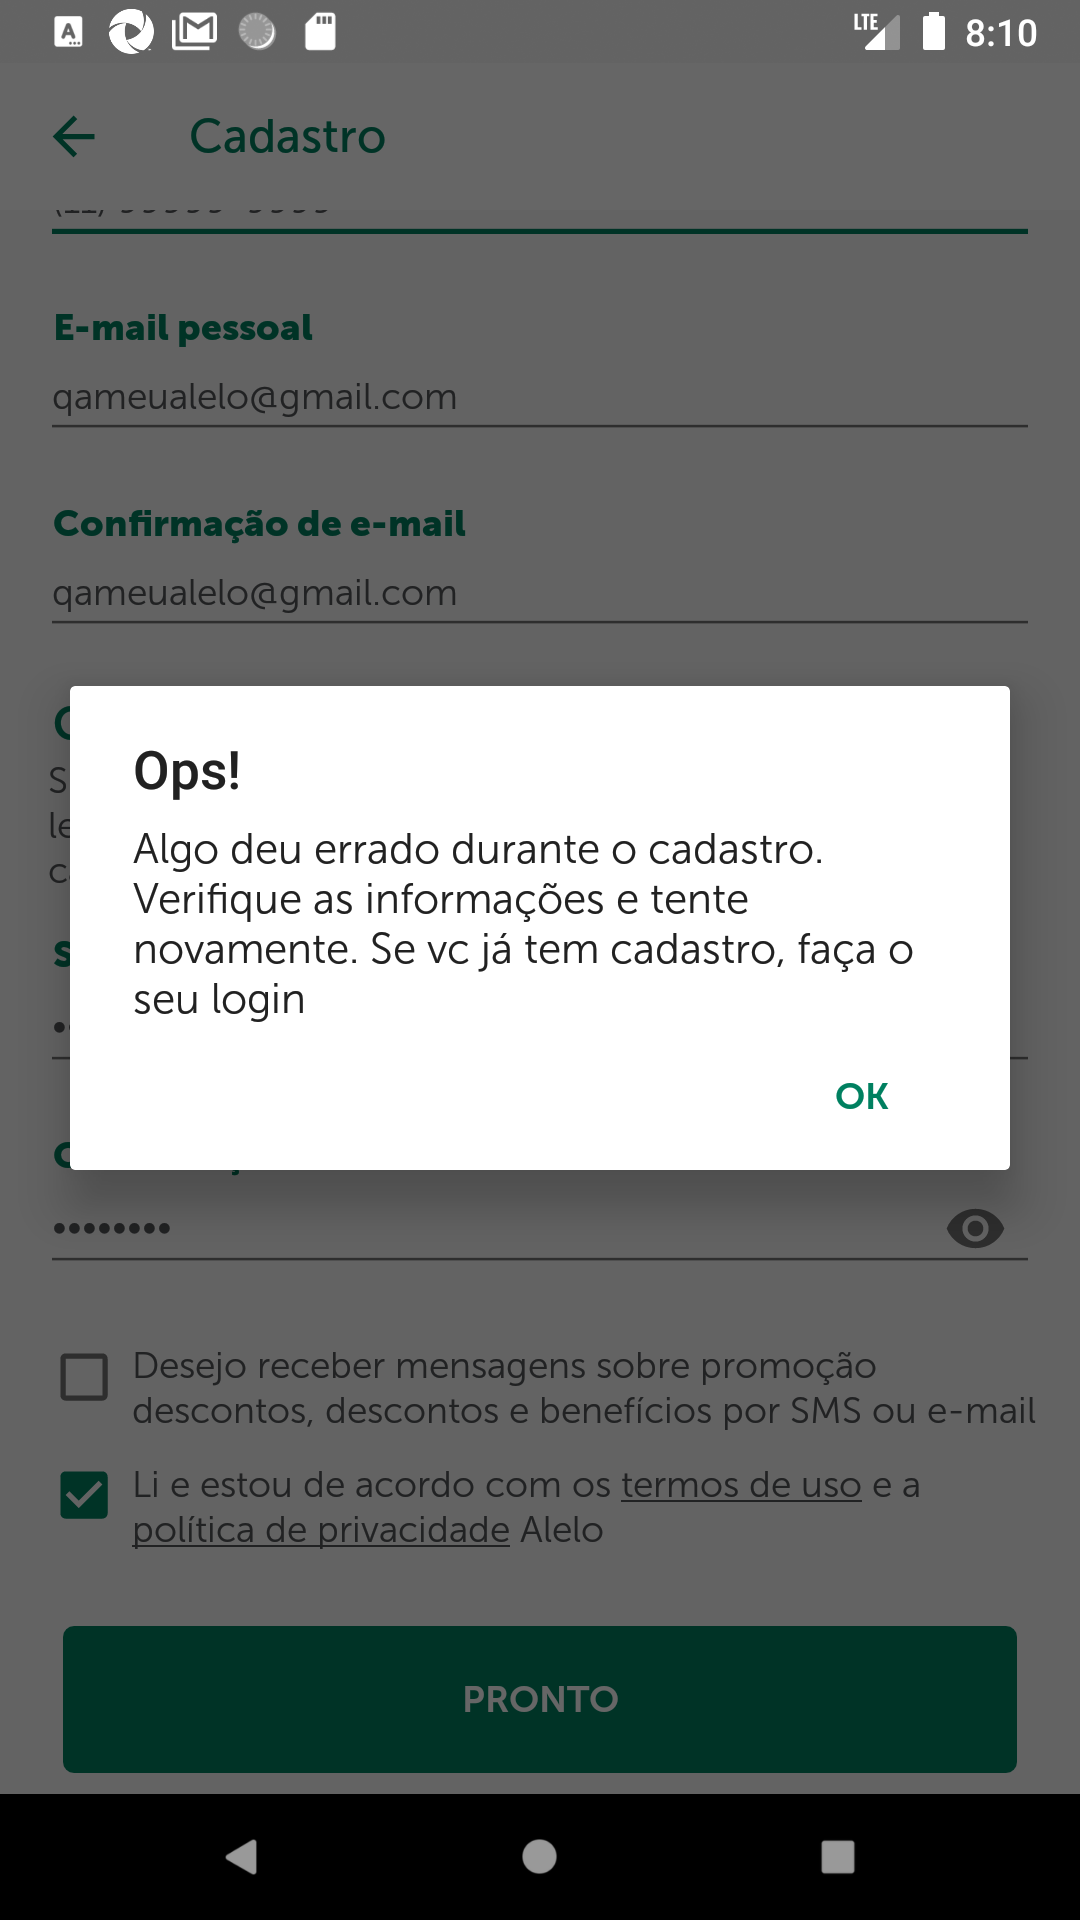 LTE 8:10
Cadastro
E-mail pessoal
qameualelo@gmail.com
Confirmação de e-mail
qameualelo@gmail.com
Ops!
Algo deu errado durante o cadastro.
Verifique as informações e tente
novamente. Se vc já tem cadastro, faça o
seu login
OK
••••••••
Desejo receber mensagens sobre promoção
descontos, descontos e benefícios por SMS ou e-mail
Li e estou de acordo com os termos de uso e a
política de privacidade Alelo
PRONTO